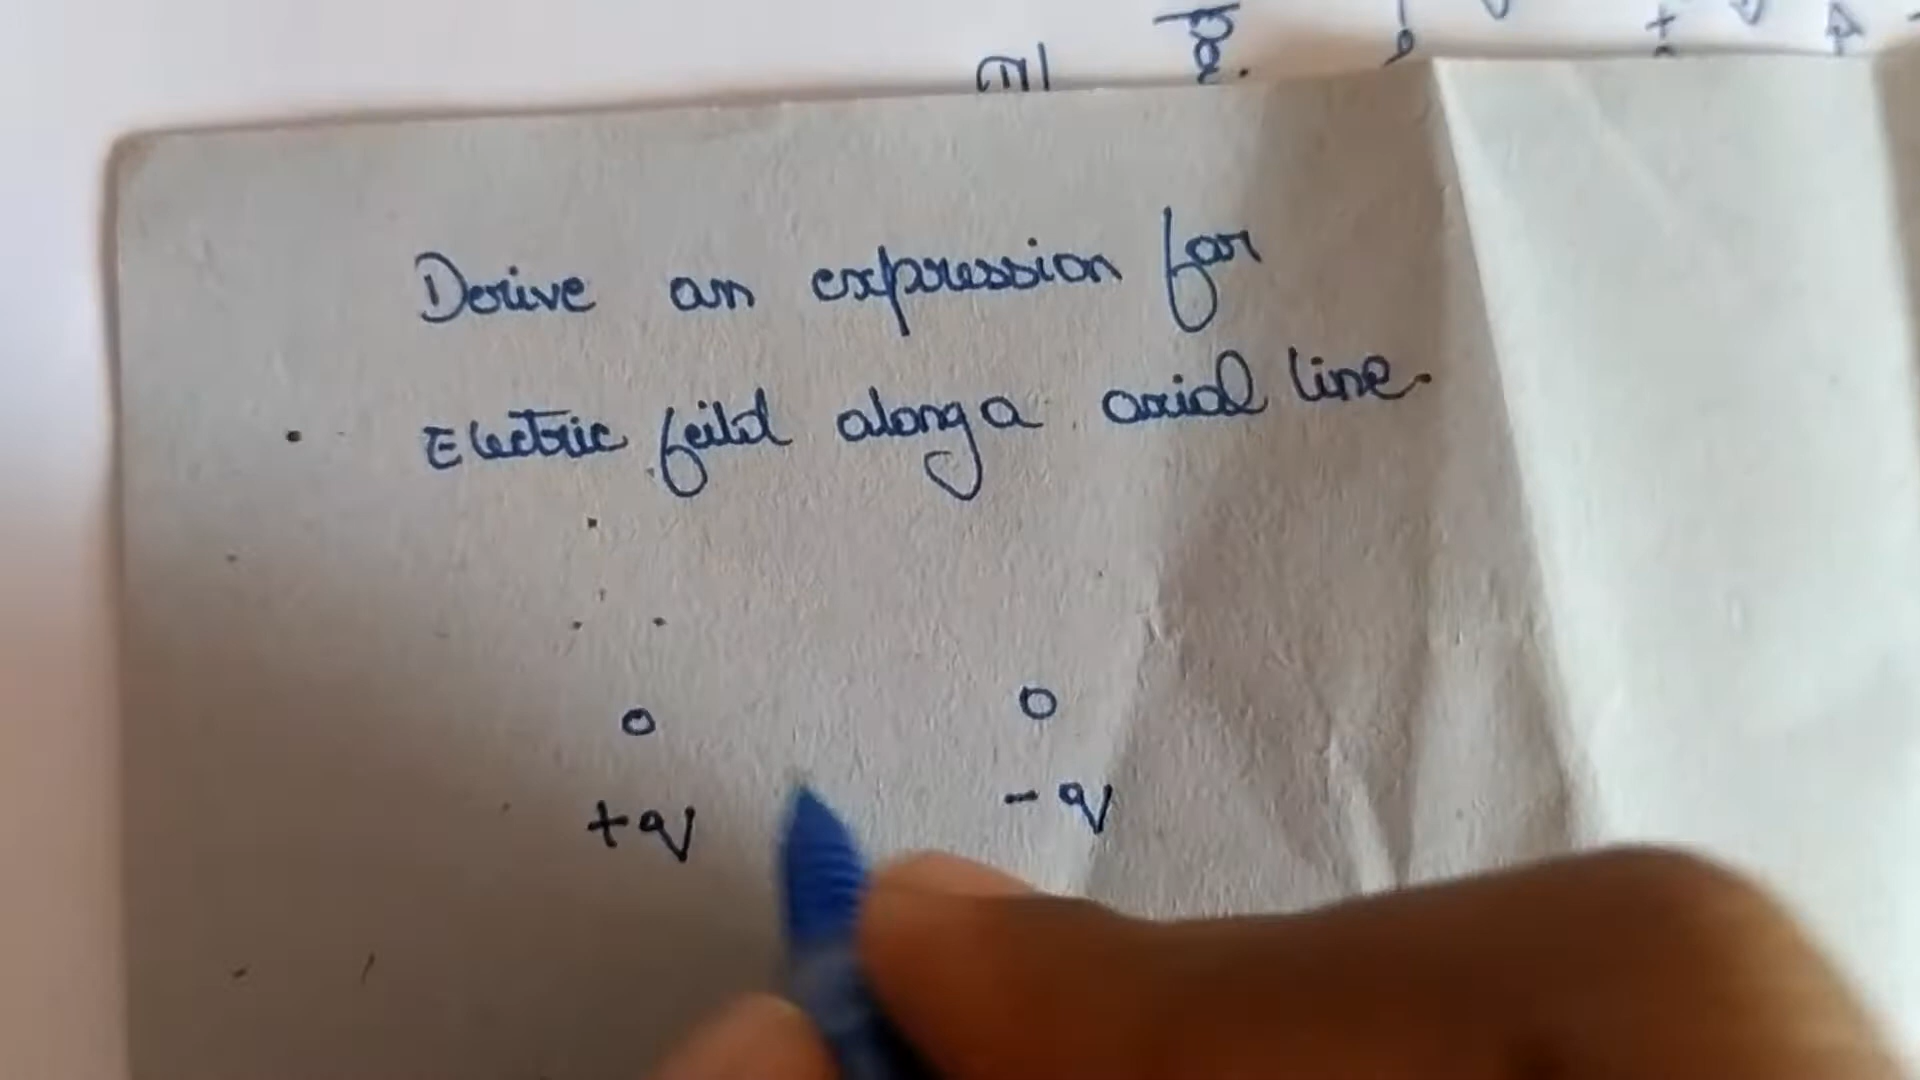 Derive an expression for
Electric feild along a axial line.
+q -q